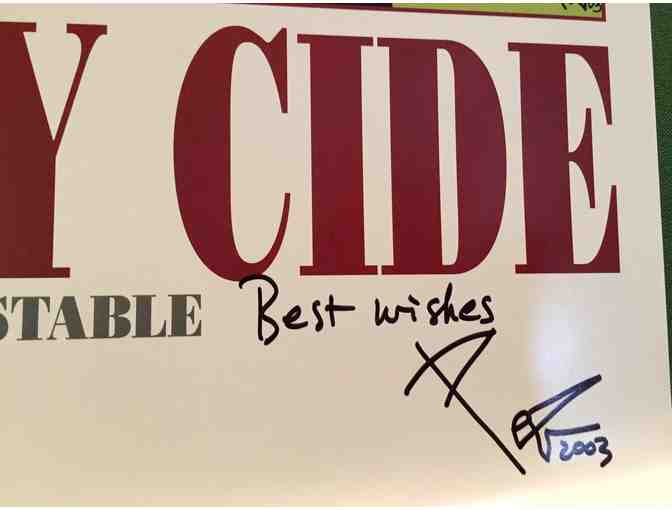 Y CIDE
STABLE
Best wishes
2003